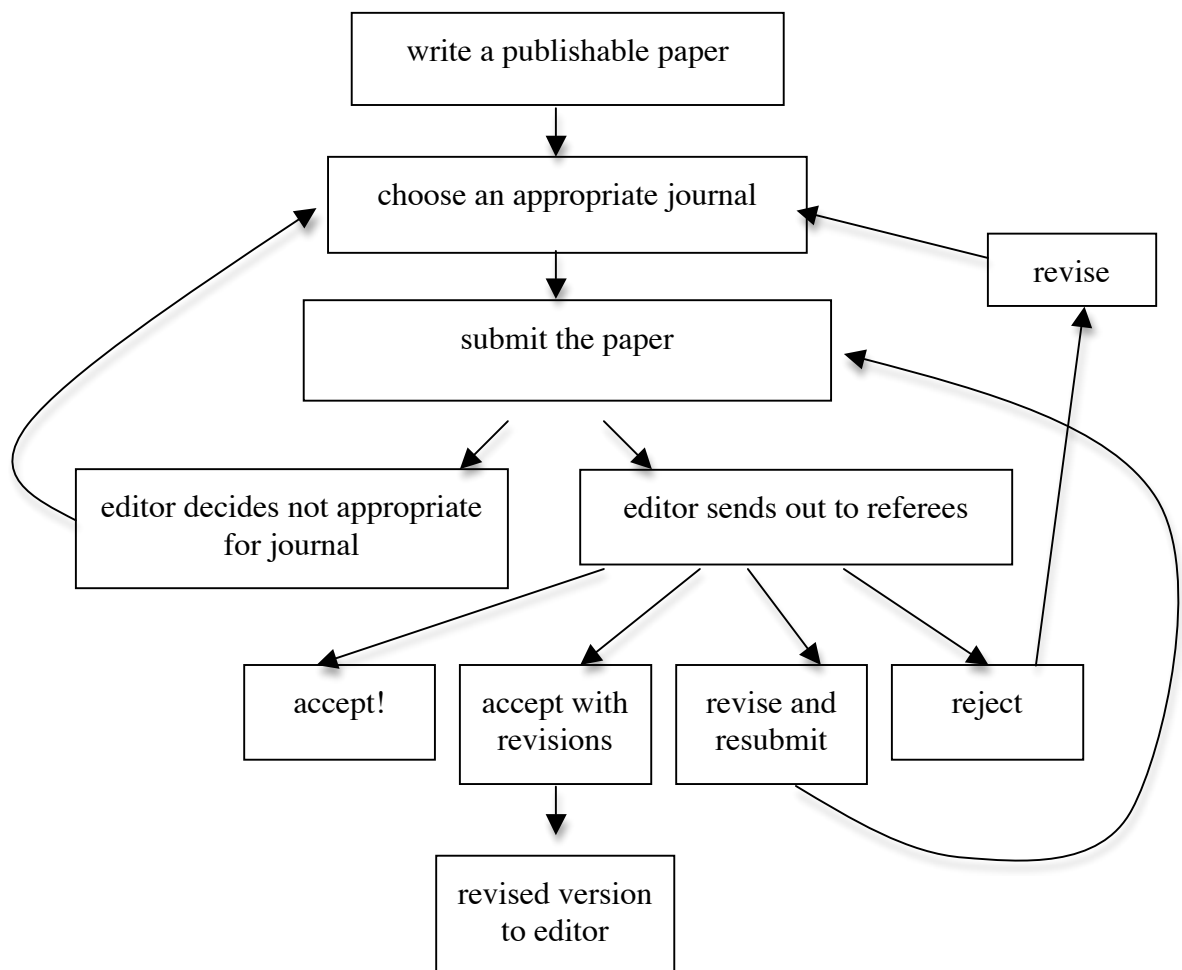 write a publishable paper
choose an appropriate journal
revise
submit the paper
editor decides not appropriate
for journal
editor sends out to referees
accept!
accept with
revisions
revise and
resubmit
reject
revised version
to editor